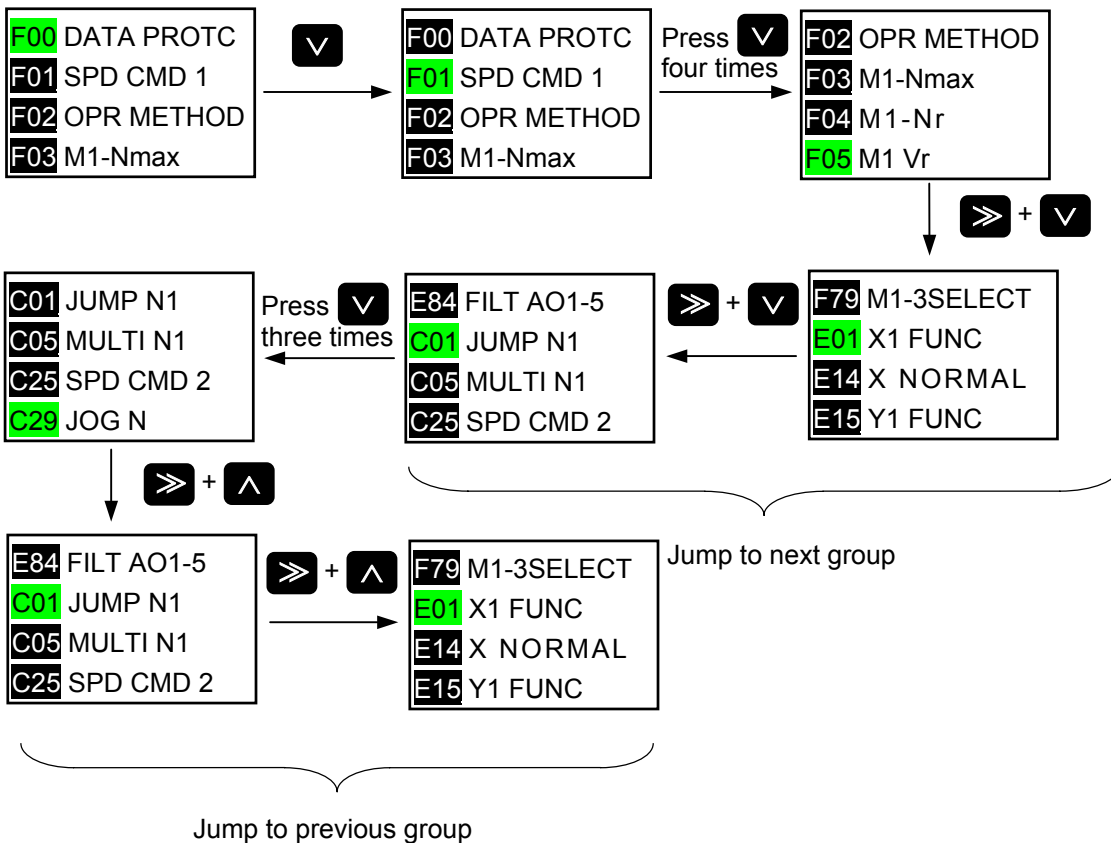 F00 DATA PROTC
F01 SPD CMD 1
F02 OPR METHOD
F03 M1-Nmax
F00 DATA PROTC
F01 SPD CMD 1
F02 OPR METHOD
F03 M1-Nmax
Press
four times
F02 OPR METHOD
F03 M1-Nmax
F04 M1-Nr
F05 M1 Vr
+
C01 JUMP N1
C05 MULTI N1
C25 SPD CMD 2
C29 JOG N
Press
three times
E84 FILT AO1-5
C01 JUMP N1
C05 MULTI N1
C25 SPD CMD 2
+
F79 M1-3SELECT
E01 X1 FUNC
E14 X NORMAL
E15 Y1 FUNC
+
Jump to next group
E84 FILT AO1-5
C01 JUMP N1
C05 MULTI N1
C25 SPD CMD 2
+
F79 M1-3SELECT
E01 X1 FUNC
E14 X NORMAL
E15 Y1 FUNC
Jump to previous group